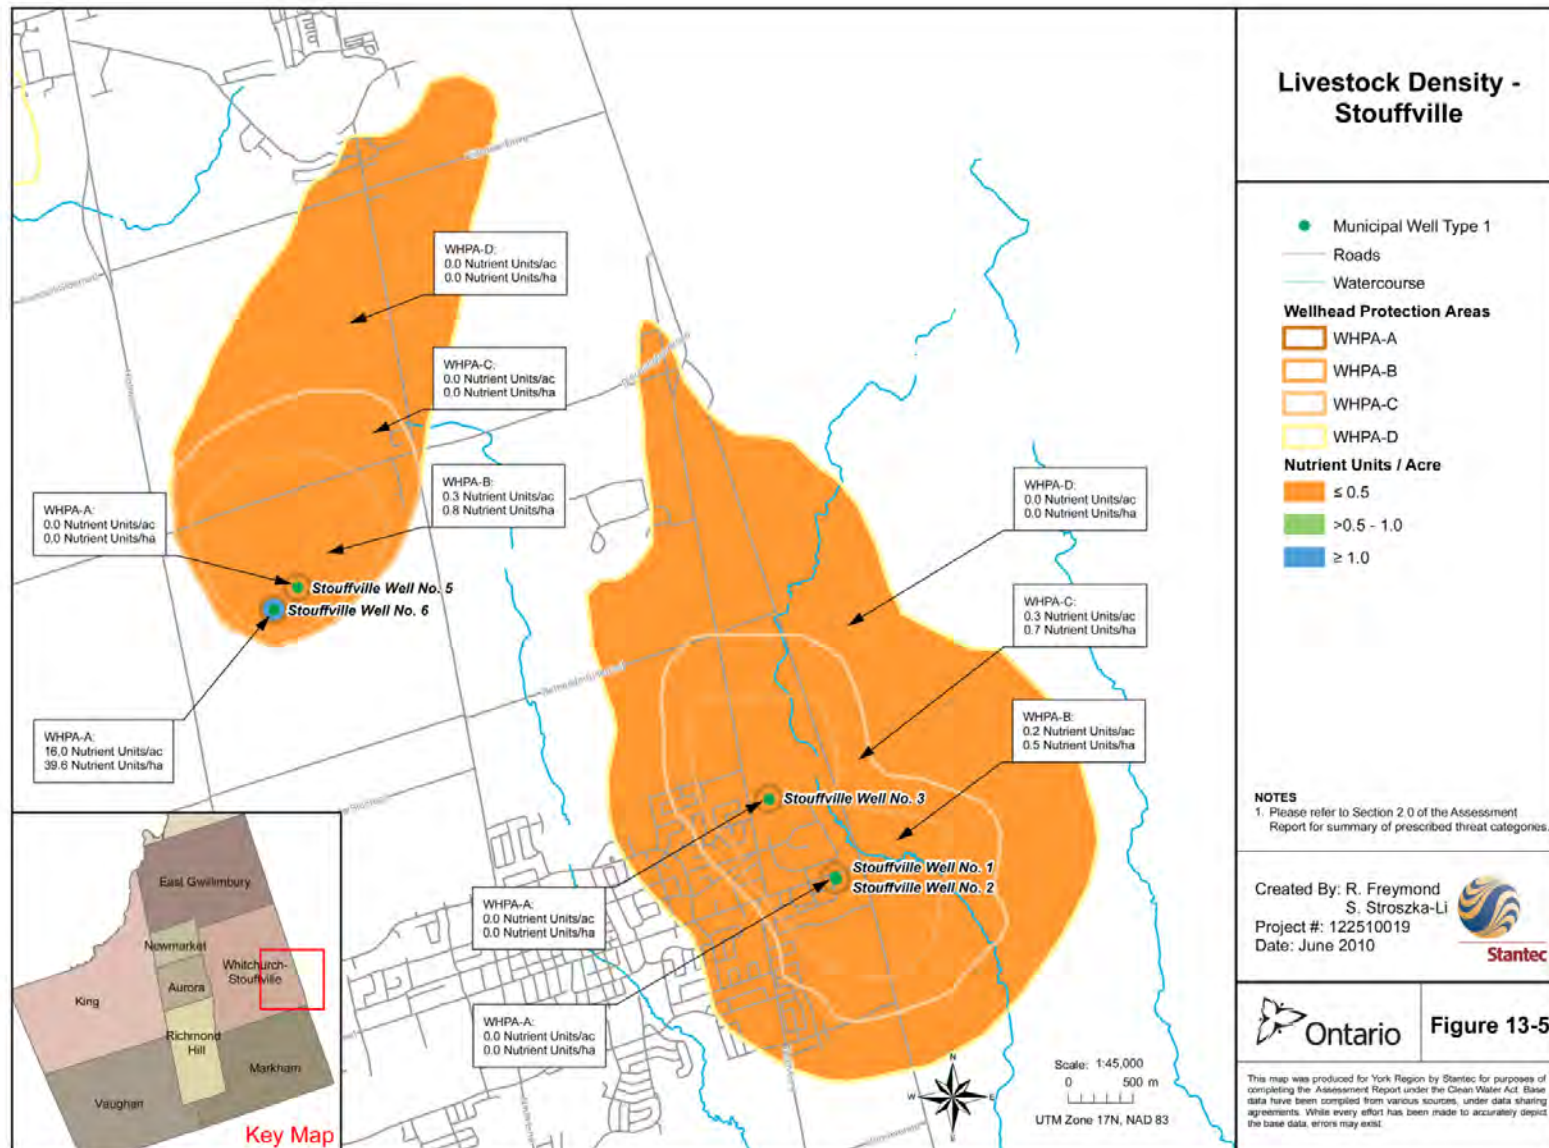 Livestock Density -
Stouffville
Municipal Well Type 1
Roads
Watercourse
Wellhead Protection Areas
WHPA-A
WHPA-B
WHPA-C
WHPA-D
Nutrient Units / Acre
≤ 0.5
>0.5 - 1.0
≥ 1.0
NOTES
1. Please refer to Section 2.0 of the Assessment
Report for summary of prescribed threat categories.
Created By: R. Freymond
S. Stroszka-Li
Project #: 122510019
Date: June 2010
Stantec
Ontario
Figure 13-5
This map was produced for York Region by Stantec for purposes of
completing the Assessment Report under the Clean Water Act. Base
data have been compiled from various sources, under data sharing
agreements. While every effort has been made to accurately depict
the base data, errors may exist.
WHPA-D:
0.0 Nutrient Units/ac
0.0 Nutrient Units/ha
WHPA-C:
0.0 Nutrient Units/ac
0.0 Nutrient Units/ha
WHPA-B:
0.3 Nutrient Units/ac
0.8 Nutrient Units/ha
WHPA-A:
0.0 Nutrient Units/ac
0.0 Nutrient Units/ha
Stouffville Well No. 5
Stouffville Well No. 6
WHPA-A:
16.0 Nutrient Units/ac
39.6 Nutrient Units/ha
WHPA-D:
0.0 Nutrient Units/ac
0.0 Nutrient Units/ha
WHPA-C:
0.3 Nutrient Units/ac
0.7 Nutrient Units/ha
WHPA-B:
0.2 Nutrient Units/ac
0.5 Nutrient Units/ha
Stouffville Well No. 3
Stouffville Well No. 1
Stouffville Well No. 2
WHPA-A:
0.0 Nutrient Units/ac
0.0 Nutrient Units/ha
WHPA-A:
0.0 Nutrient Units/ac
0.0 Nutrient Units/ha
East Gwillimbury
Newmarket
Whitchurch-
Stouffville
King
Aurora
Richmond
Hill
Markham
Vaughan
Key Map
N
W
E
S
Scale: 1:45,000
0 500 m
UTM Zone 17N, NAD 83